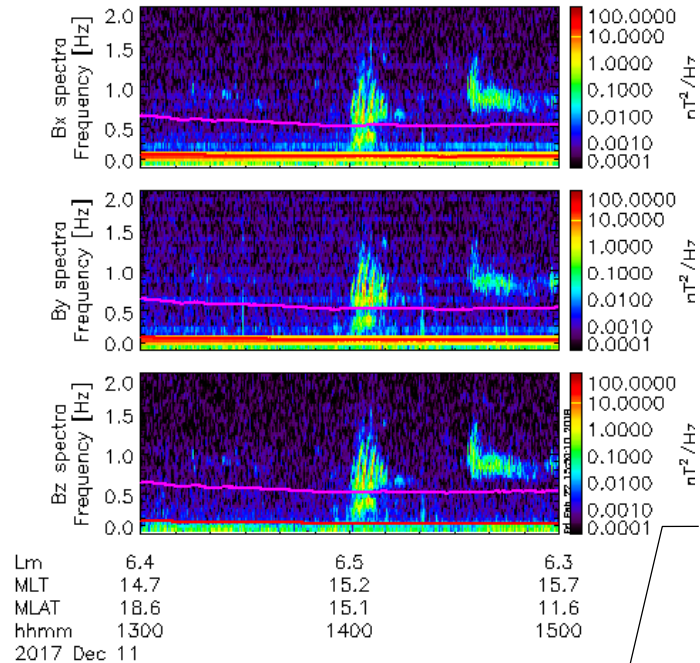 Bx spectra
Frequency [Hz]
2.0
1.5
1.0
0.5
0.0
100.0000
10.0000
1.0000
0.1000
0.0100
0.0010
0.0001
nT²/Hz
By spectra
Frequency [Hz]
2.0
1.5
1.0
0.5
0.0
100.0000
10.0000
1.0000
0.1000
0.0100
0.0010
0.0001
nT²/Hz
Bz spectra
Frequency [Hz]
2.0
1.5
1.0
0.5
0.0
100.0000
10.0000
1.0000
0.1000
0.0100
0.0010
0.0001
nT²/Hz
Lm 6.4 6.5 6.3
MLT 14.7 15.2 15.7
MLAT 18.6 15.1 11.6
hhmm 1300 1400 1500
2017 Dec 11